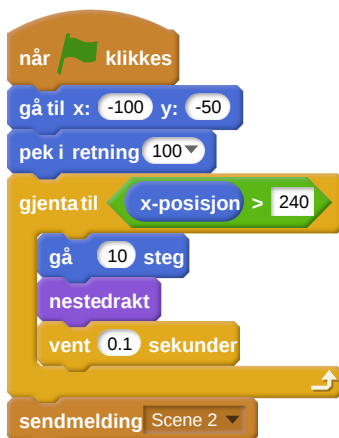 når klikkes
gå til x: -100 y: -50
pek i retning 100
gjenta til x-posisjon > 240
gå 10 steg
nestedrakt
vent 0.1 sekunder
sendmelding Scene 2